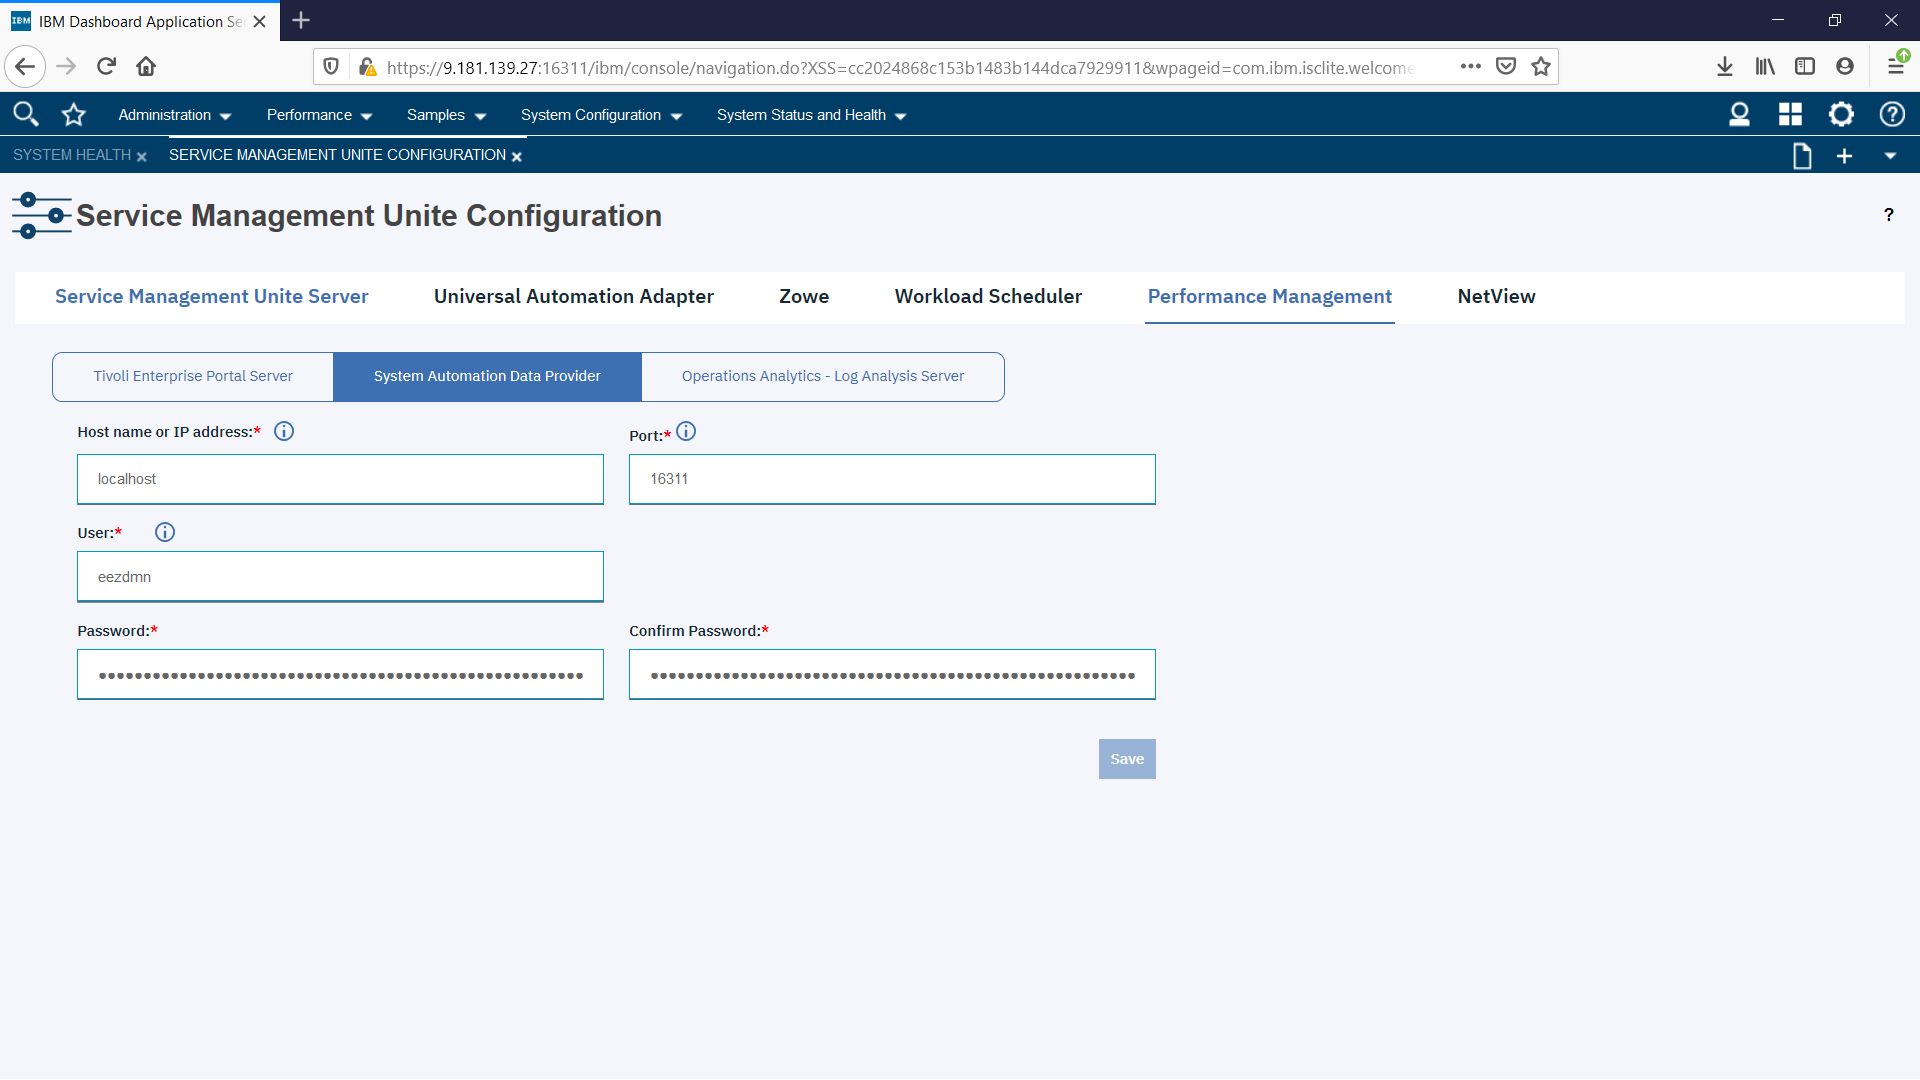 IBM IBM Dashboard Application Se
https://9.181.139.27:16311/ibm/console/navigation.do?XSS=cc2024868c153b1483b144dca7929911&wpageid=com.ibm.isclite.welcome
Administration Performance Samples System Configuration System Status and Health
SYSTEM HEALTH SERVICE MANAGEMENT UNITE CONFIGURATION
Service Management Unite Configuration ?
Service Management Unite Server Universal Automation Adapter Zowe Workload Scheduler Performance Management NetView
Tivoli Enterprise Portal Server System Automation Data Provider Operations Analytics - Log Analysis Server
Host name or IP address:* Port:*
localhost 16311
User:*
eezdmn
Password:* Confirm Password:*
Save